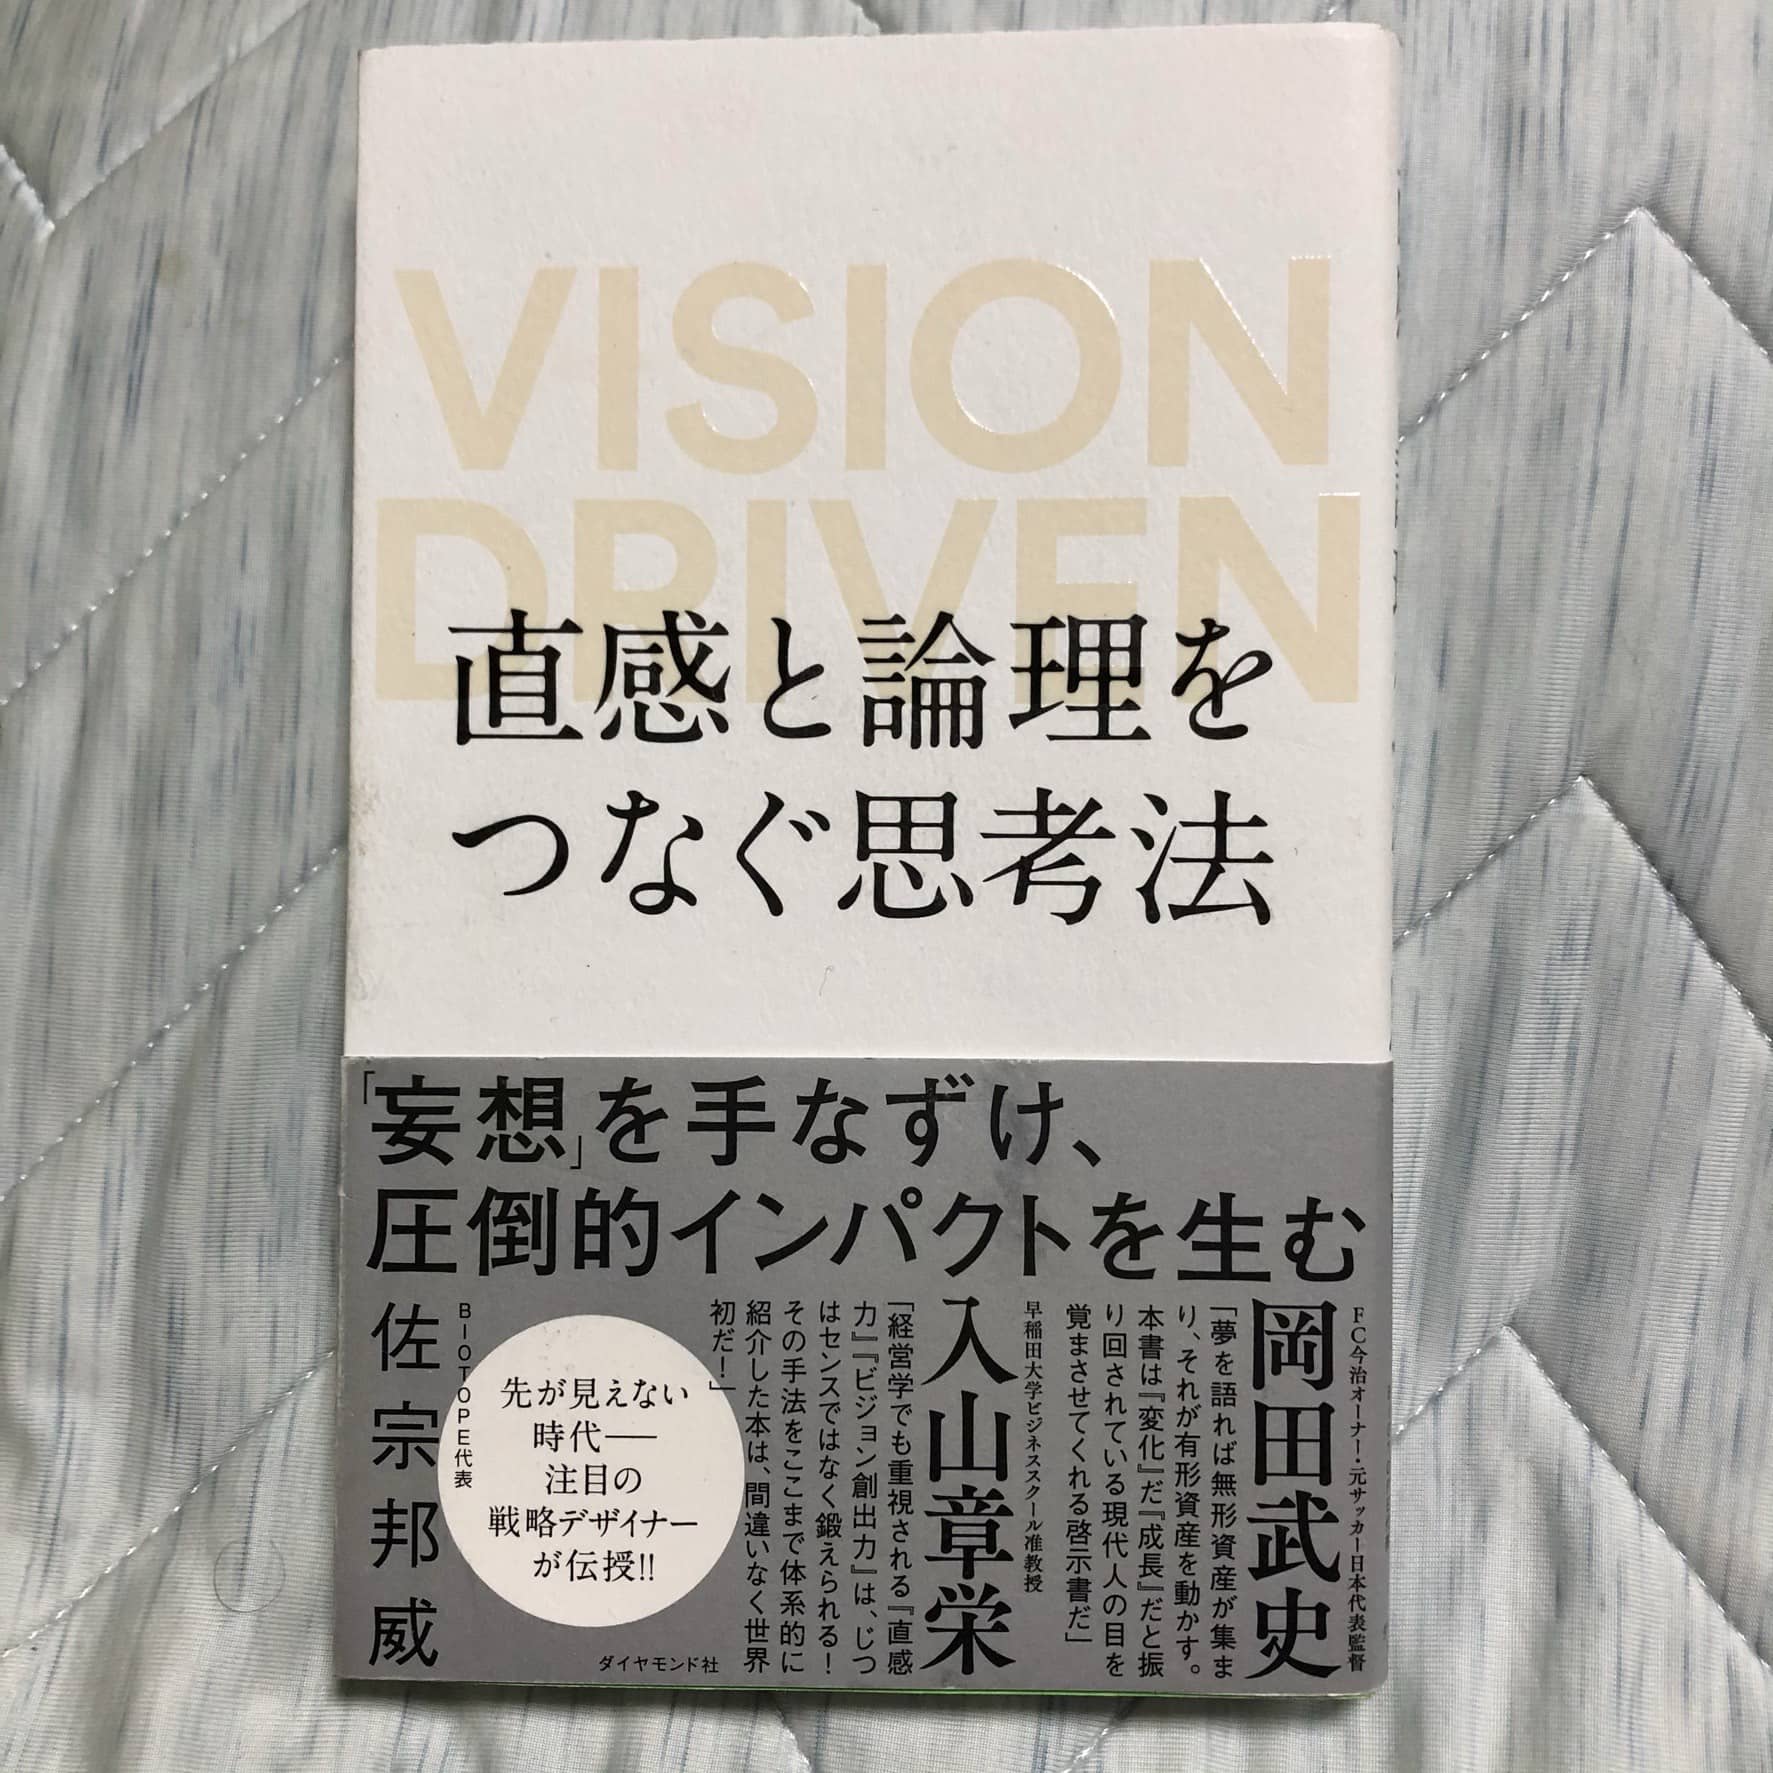 VISION
DRIVEN
直感と論理を
つなぐ思考法
「妄想」を手なずけ、
圧倒的インパクトを生む
FC今治オーナー・元サッカー日本代表監督
岡田武史
「夢を語れば無形資産が集ま
り、それが有形資産を動かす。
本書は『変化』だ『成長』だと振
り回されている現代人の目を
覚まさせてくれる啓示書だ」
早稲田大学ビジネススクール准教授
入山章栄
「経営学でも重視される『直感
力』『ビジョン創出力』は、じつ
はセンスではなく鍛えられる！
その手法をここまで体系的に
紹介した本は、間違いなく世界
初だ！」
先が見えない
時代──
注目の
戦略デザイナー
が伝授!!
BIOTOPE代表
佐宗邦威
ダイヤモンド社